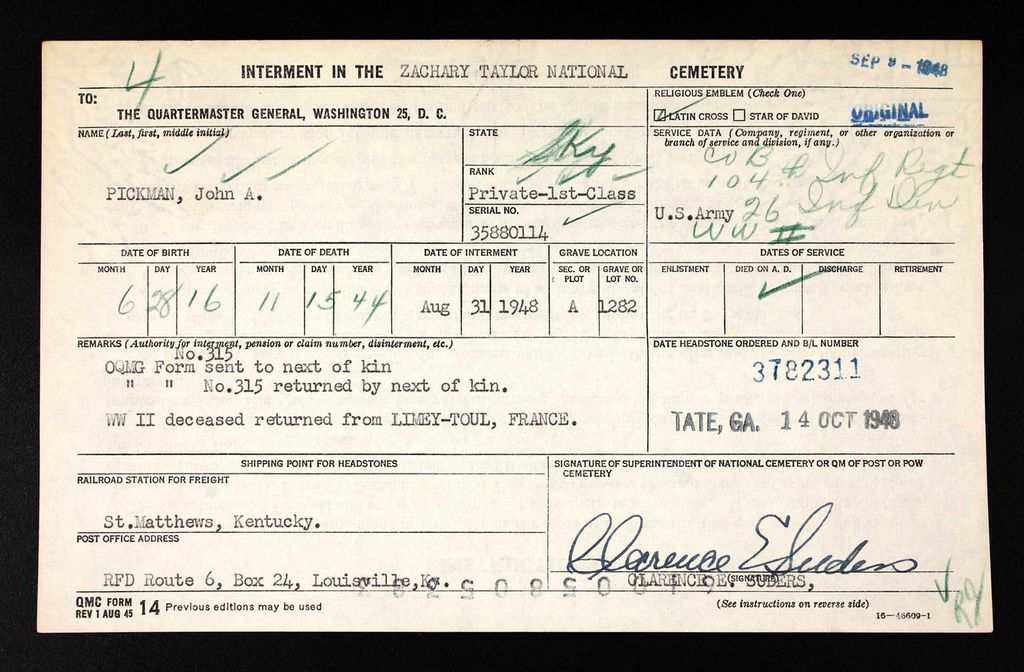 4
INTERMENT IN THE ZACHARY TAYLOR NATIONAL CEMETERY
SEP 9 - 1948
TO:
THE QUARTERMASTER GENERAL, WASHINGTON 25, D. C.
RELIGIOUS EMBLEM (Check One)
LATIN CROSS STAR OF DAVID
ORIGINAL
NAME (Last, first, middle initial)
PICKMAN, John A.
STATE
Ky
RANK
Private-1st-Class
SERIAL NO.
35880114
SERVICE DATA (Company, regiment, or other organization or
branch of service and division, if any.)
Co B
104th Inf Regt
U.S.Army 26 Inf Div
WW II
DATE OF BIRTH DATE OF DEATH DATE OF INTERMENT GRAVE LOCATION DATES OF SERVICE
MONTH DAY YEAR MONTH DAY YEAR MONTH DAY YEAR SEC. OR PLOT GRAVE OR LOT NO. ENLISTMENT DIED ON A. D. DISCHARGE RETIREMENT
6 28 16 11 15 44 Aug 31 1948 A 1282
REMARKS (Authority for interment, pension or claim number, disinterment, etc.)
No.315
OQMG Form sent to next of kin
" " No.315 returned by next of kin.
WW II deceased returned from LIMEY-TOUL, FRANCE.
DATE HEADSTONE ORDERED AND B/L NUMBER
3782311
TATE, GA. 14 OCT 1948
SHIPPING POINT FOR HEADSTONES
RAILROAD STATION FOR FREIGHT
St.Matthews, Kentucky.
POST OFFICE ADDRESS
RFD Route 6, Box 24, Louisville,Ky.
SIGNATURE OF SUPERINTENDENT OF NATIONAL CEMETERY OR QM OF POST OR POW
CEMETERY
Clarence E Suders
CLARENCE E. SUDERS,
(SIGNATURE)
QMC FORM
REV 1 AUG 45 14 Previous editions may be used
(See instructions on reverse side)
16—46609-1